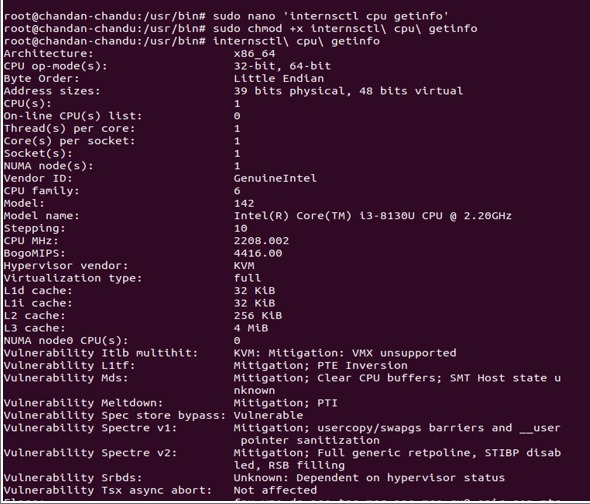 root@chandan-chandu:/usr/bin# sudo nano 'internsctl cpu getinfo'
root@chandan-chandu:/usr/bin# sudo chmod +x internsctl\ cpu\ getinfo
root@chandan-chandu:/usr/bin# internsctl\ cpu\ getinfo
Architecture: x86_64
CPU op-mode(s): 32-bit, 64-bit
Byte Order: Little Endian
Address sizes: 39 bits physical, 48 bits virtual
CPU(s): 1
On-line CPU(s) list: 0
Thread(s) per core: 1
Core(s) per socket: 1
Socket(s): 1
NUMA node(s): 1
Vendor ID: GenuineIntel
CPU family: 6
Model: 142
Model name: Intel(R) Core(TM) i3-8130U CPU @ 2.20GHz
Stepping: 10
CPU MHz: 2208.002
BogoMIPS: 4416.00
Hypervisor vendor: KVM
Virtualization type: full
L1d cache: 32 KiB
L1i cache: 32 KiB
L2 cache: 256 KiB
L3 cache: 4 MiB
NUMA node0 CPU(s): 0
Vulnerability Itlb multihit: KVM: Mitigation: VMX unsupported
Vulnerability L1tf: Mitigation; PTE Inversion
Vulnerability Mds: Mitigation; Clear CPU buffers; SMT Host state u
nknown
Vulnerability Meltdown: Mitigation; PTI
Vulnerability Spec store bypass: Vulnerable
Vulnerability Spectre v1: Mitigation; usercopy/swapgs barriers and __user
pointer sanitization
Vulnerability Spectre v2: Mitigation; Full generic retpoline, STIBP disab
led, RSB filling
Vulnerability Srbds: Unknown: Dependent on hypervisor status
Vulnerability Tsx async abort: Not affected